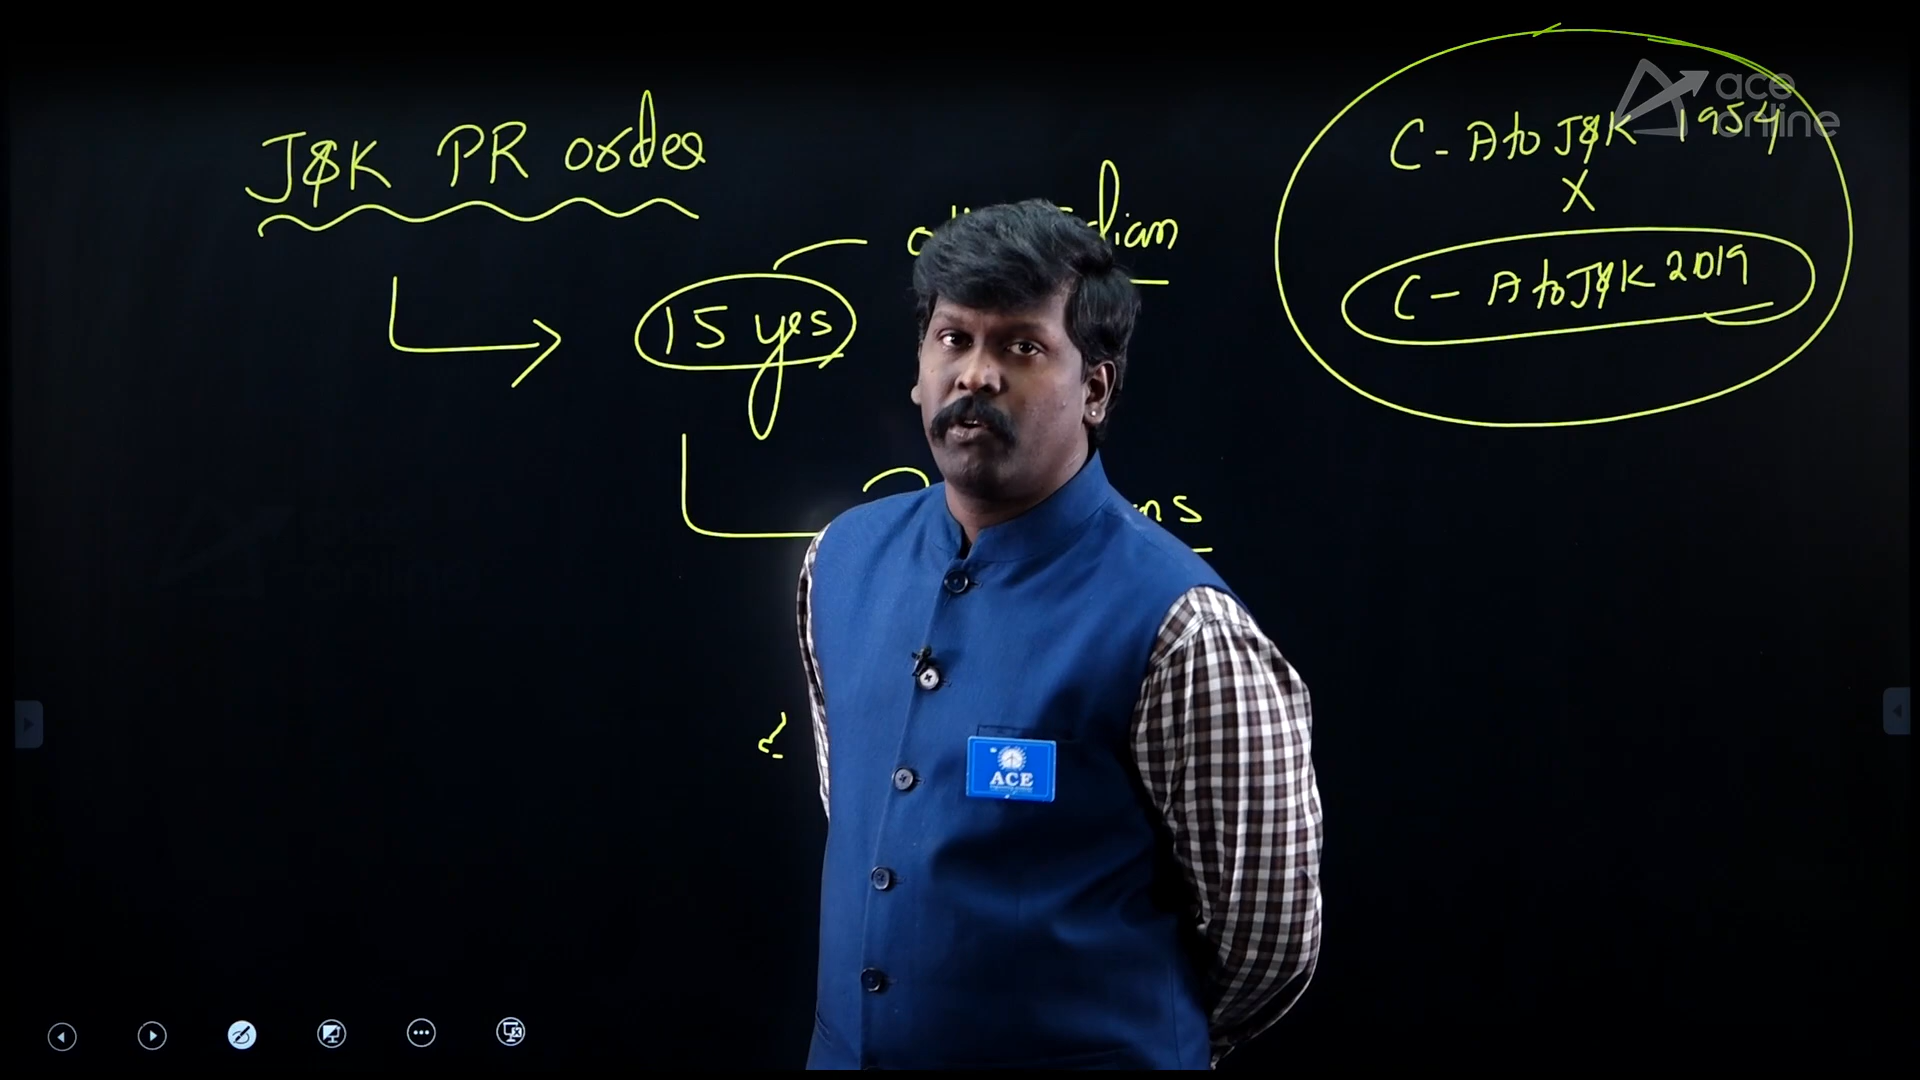 J&K PR order
15 yrs
C - A to J&K 1954
X
C - A to J&K 2019
ace
online
ACE